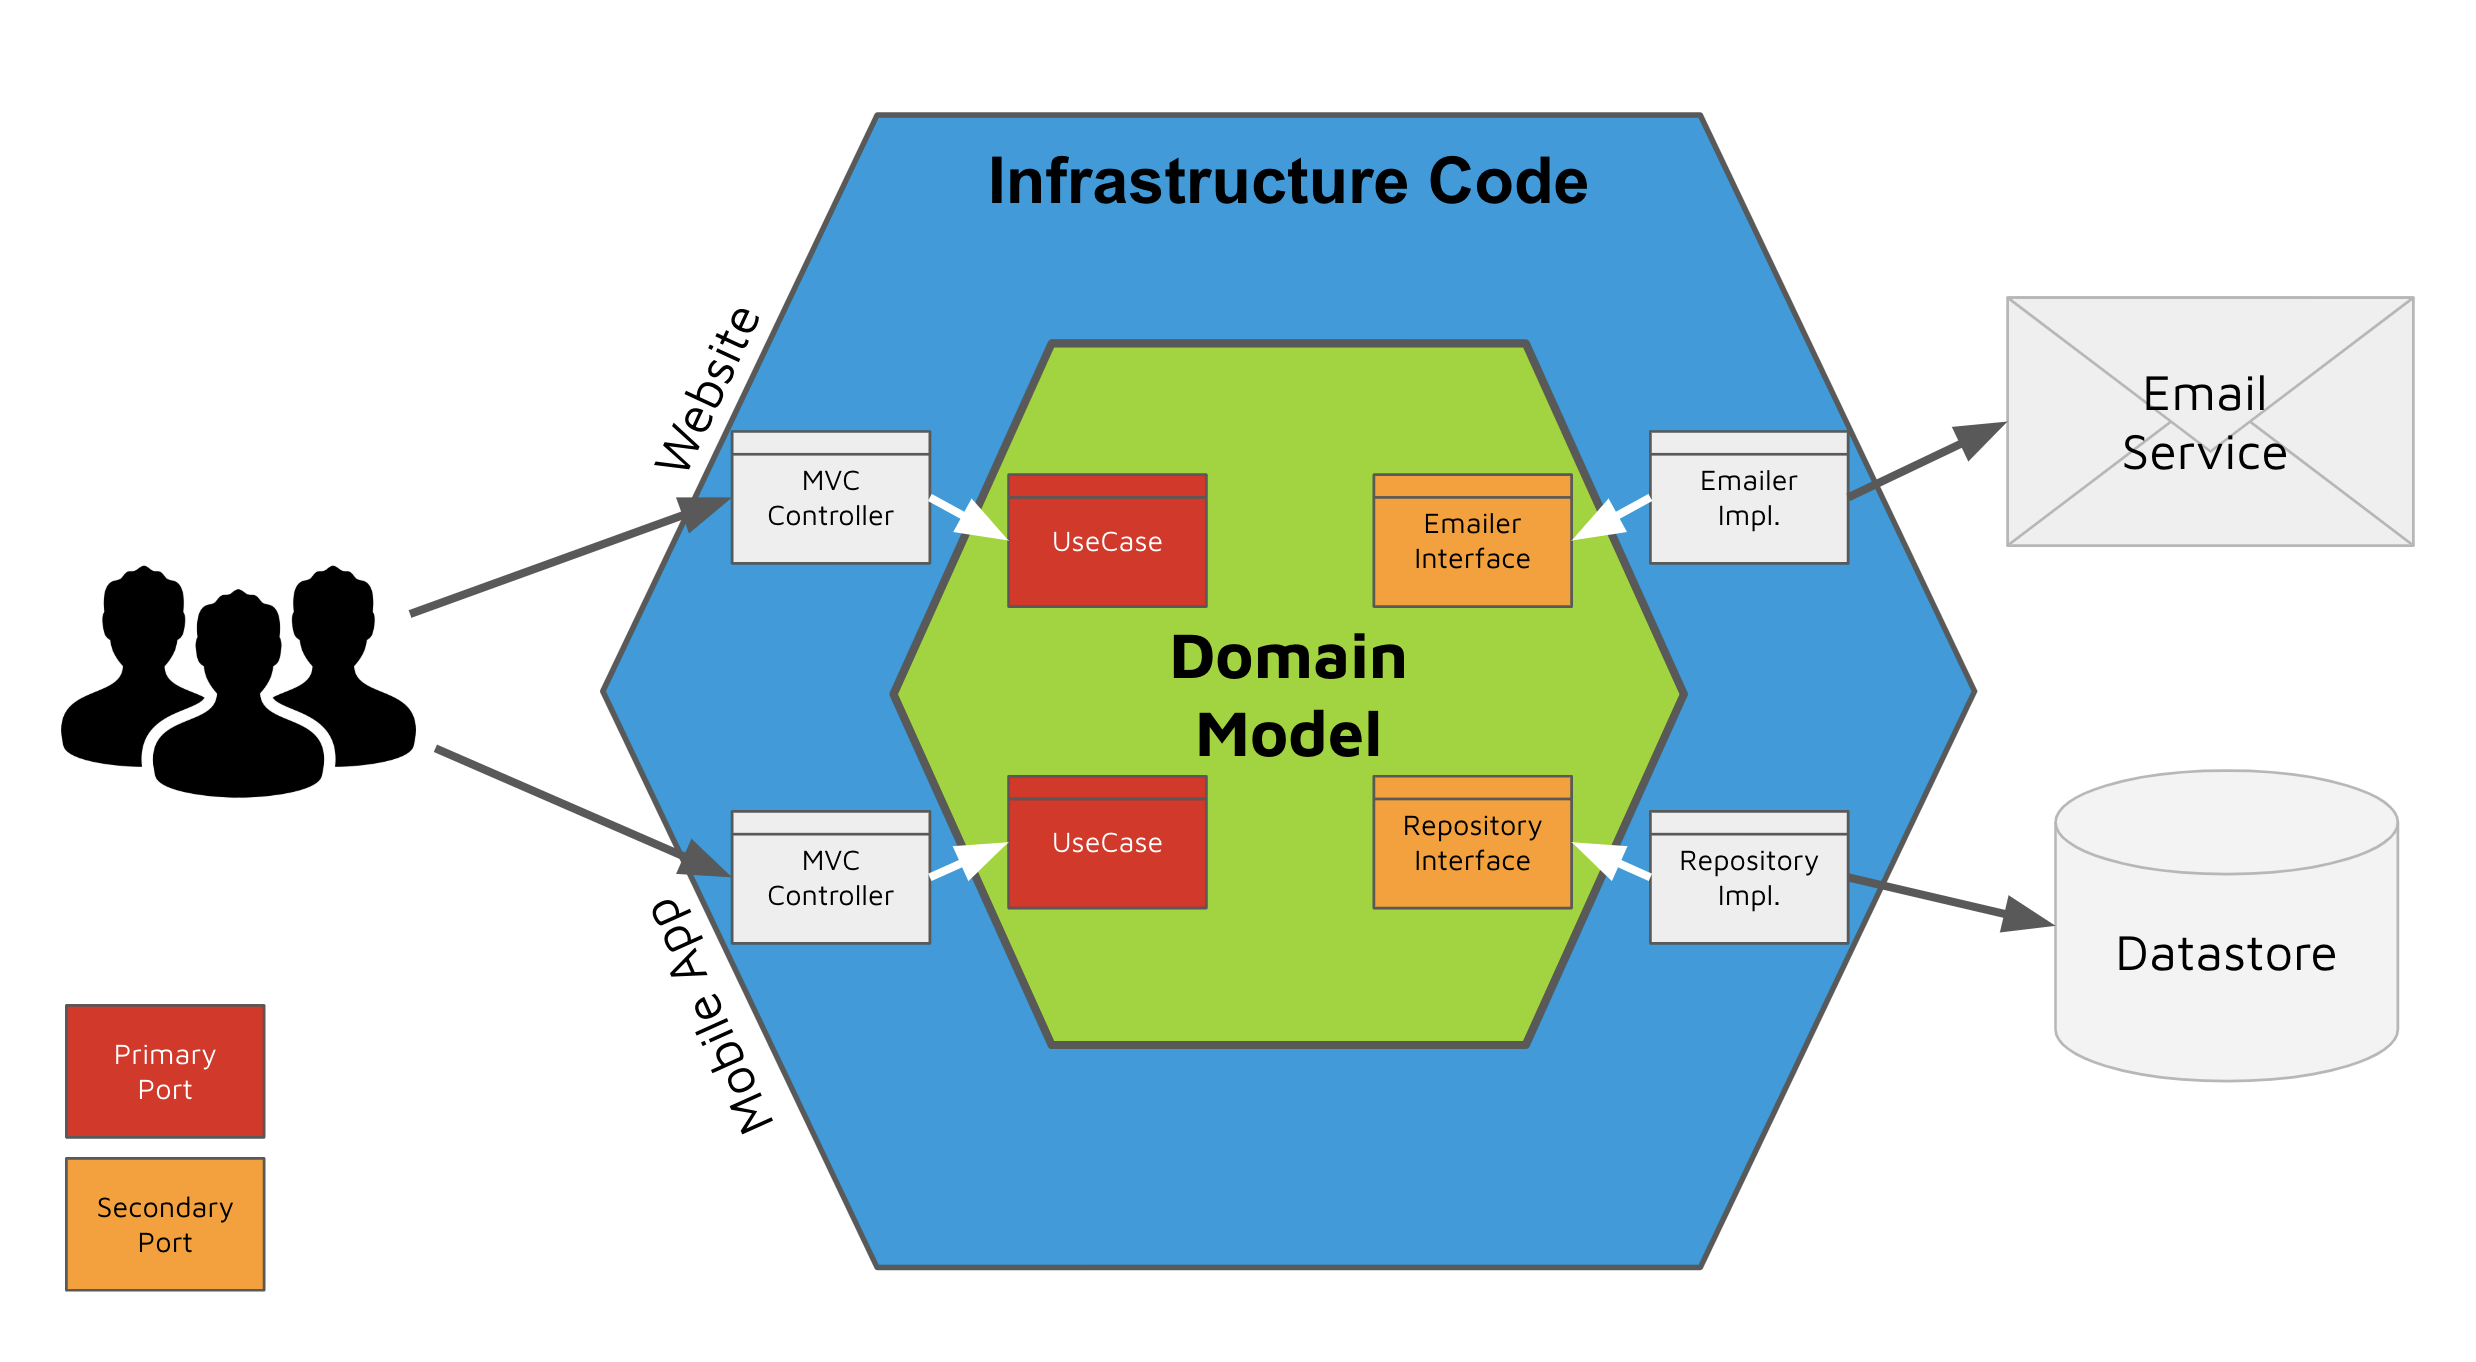 Infrastructure Code
Website
MVC
Controller
UseCase
Emailer
Interface
Emailer
Impl.
Email
Service
Domain
Model
Mobile App
MVC
Controller
UseCase
Repository
Interface
Repository
Impl.
Datastore
Primary
Port
Secondary
Port